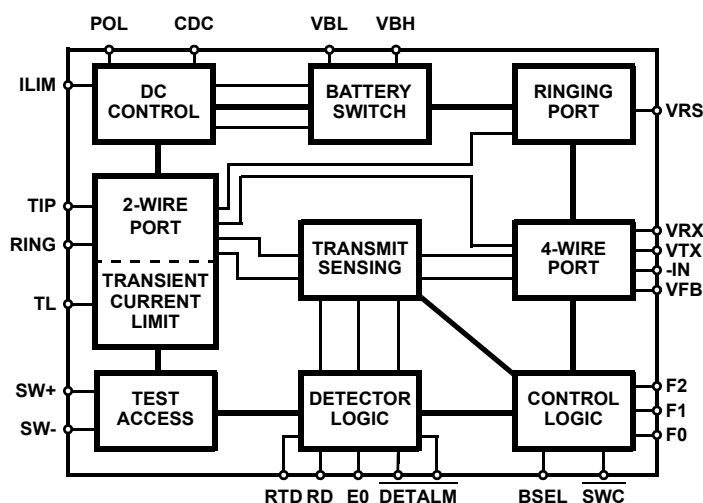 POL CDC VBL VBH
ILIM
DC
CONTROL
BATTERY
SWITCH
RINGING
PORT
VRS
TIP
RING
TL
2-WIRE
PORT
TRANSIENT
CURRENT
LIMIT
TRANSMIT
SENSING
4-WIRE
PORT
VRX
VTX
-IN
VFB
SW+
SW-
TEST
ACCESS
DETECTOR
LOGIC
CONTROL
LOGIC
F2
F1
F0
RTD RD E0 DET ALM BSEL SWC